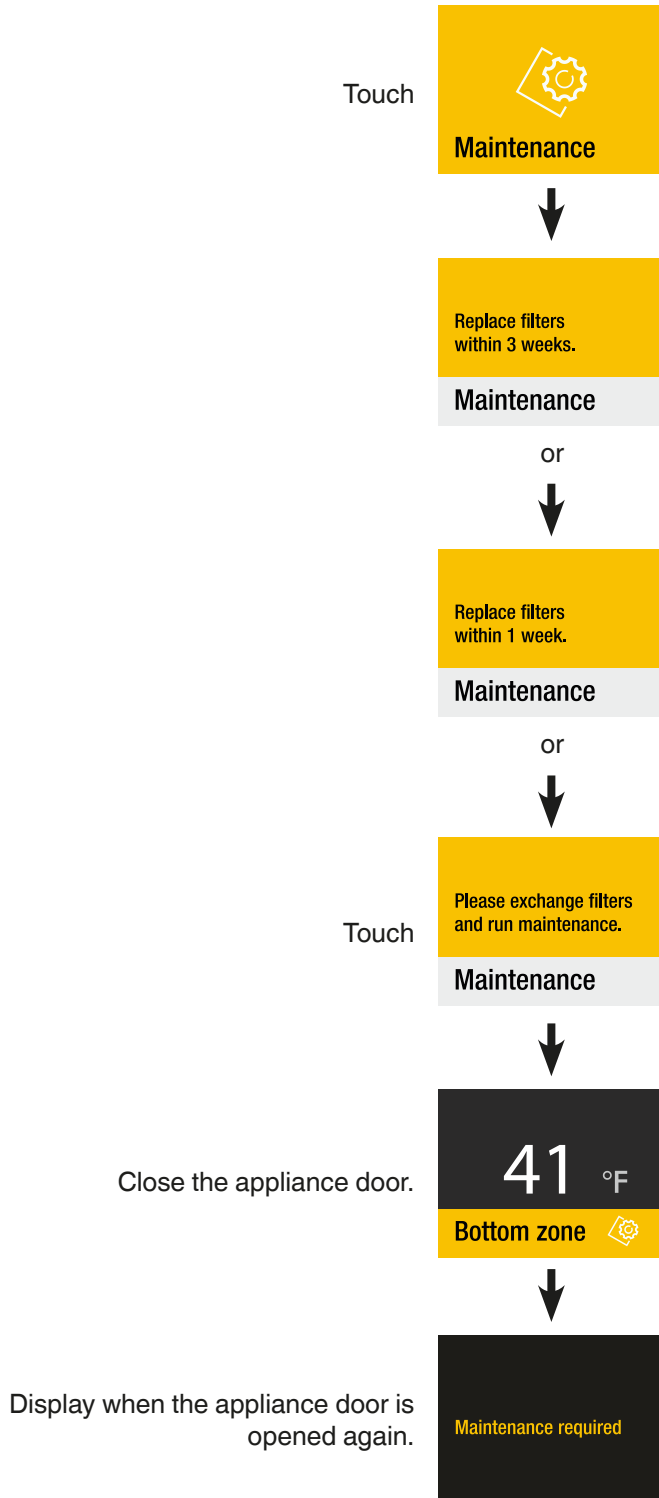 Touch
Maintenance
Replace filters
within 3 weeks.
Maintenance
or
Replace filters
within 1 week.
Maintenance
or
Touch
Please exchange filters
and run maintenance.
Maintenance
Close the appliance door.
41 °F
Bottom zone
Display when the appliance door is
opened again.
Maintenance required